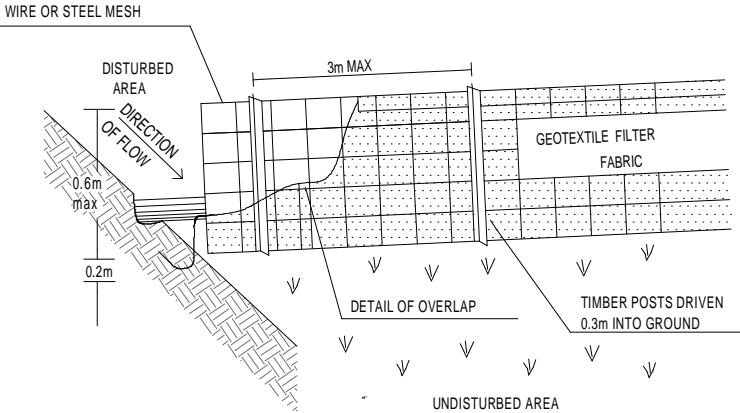 WIRE OR STEEL MESH
3m MAX
DISTURBED
AREA
DIRECTION
OF FLOW
GEOTEXTILE FILTER
FABRIC
0.6m
max
0.2m
DETAIL OF OVERLAP
TIMBER POSTS DRIVEN
0.3m INTO GROUND
UNDISTURBED AREA